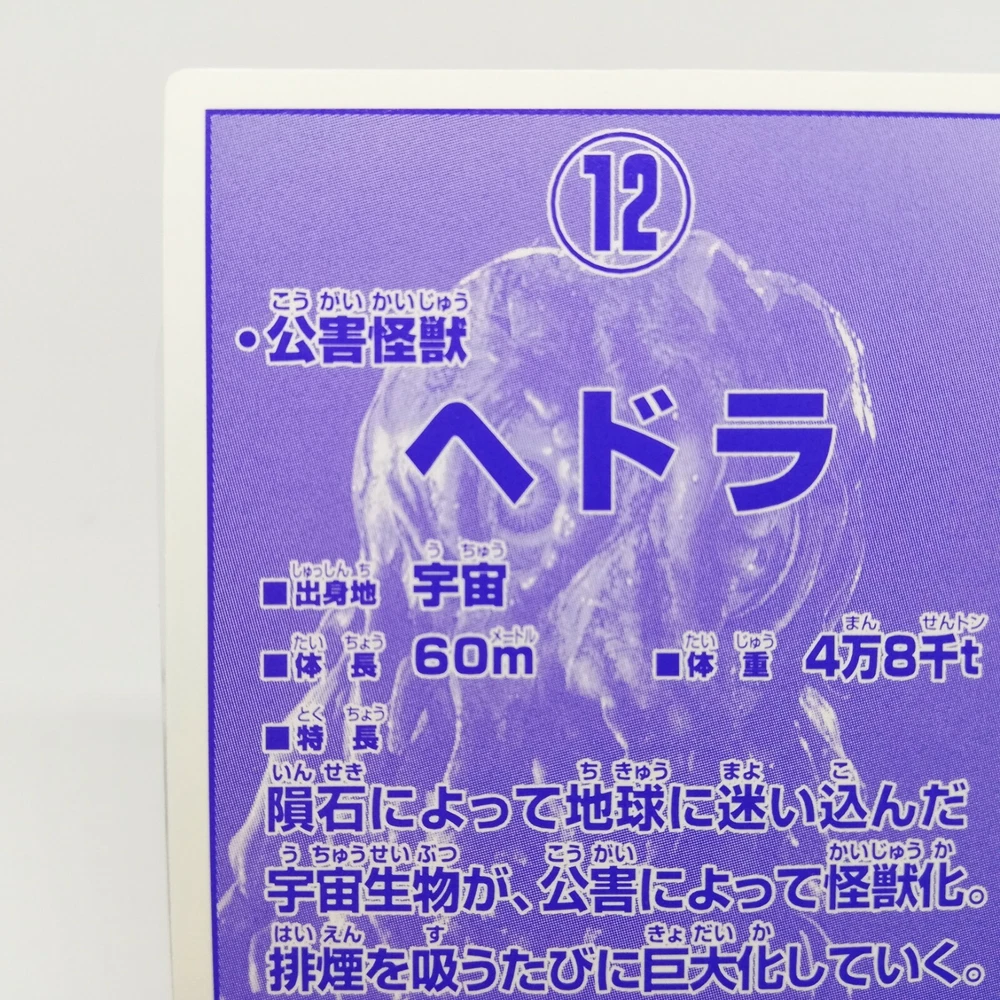 12
こうがいかいじゅう
・公害怪獣
ヘドラ
しゅっしんち うちゅう
■出身地 宇宙
たいちょう メートル たいじゅう まん せんトン
■体長 60m ■体重 4万8千t
とくちょう
■特長
いんせき ちきゅう まよ こ
隕石によって地球に迷い込んだ
うちゅうせいぶつ こうがい かいじゅうか
宇宙生物が、公害によって怪獣化。
はいえん す きょだいか
排煙を吸うたびに巨大化していく。